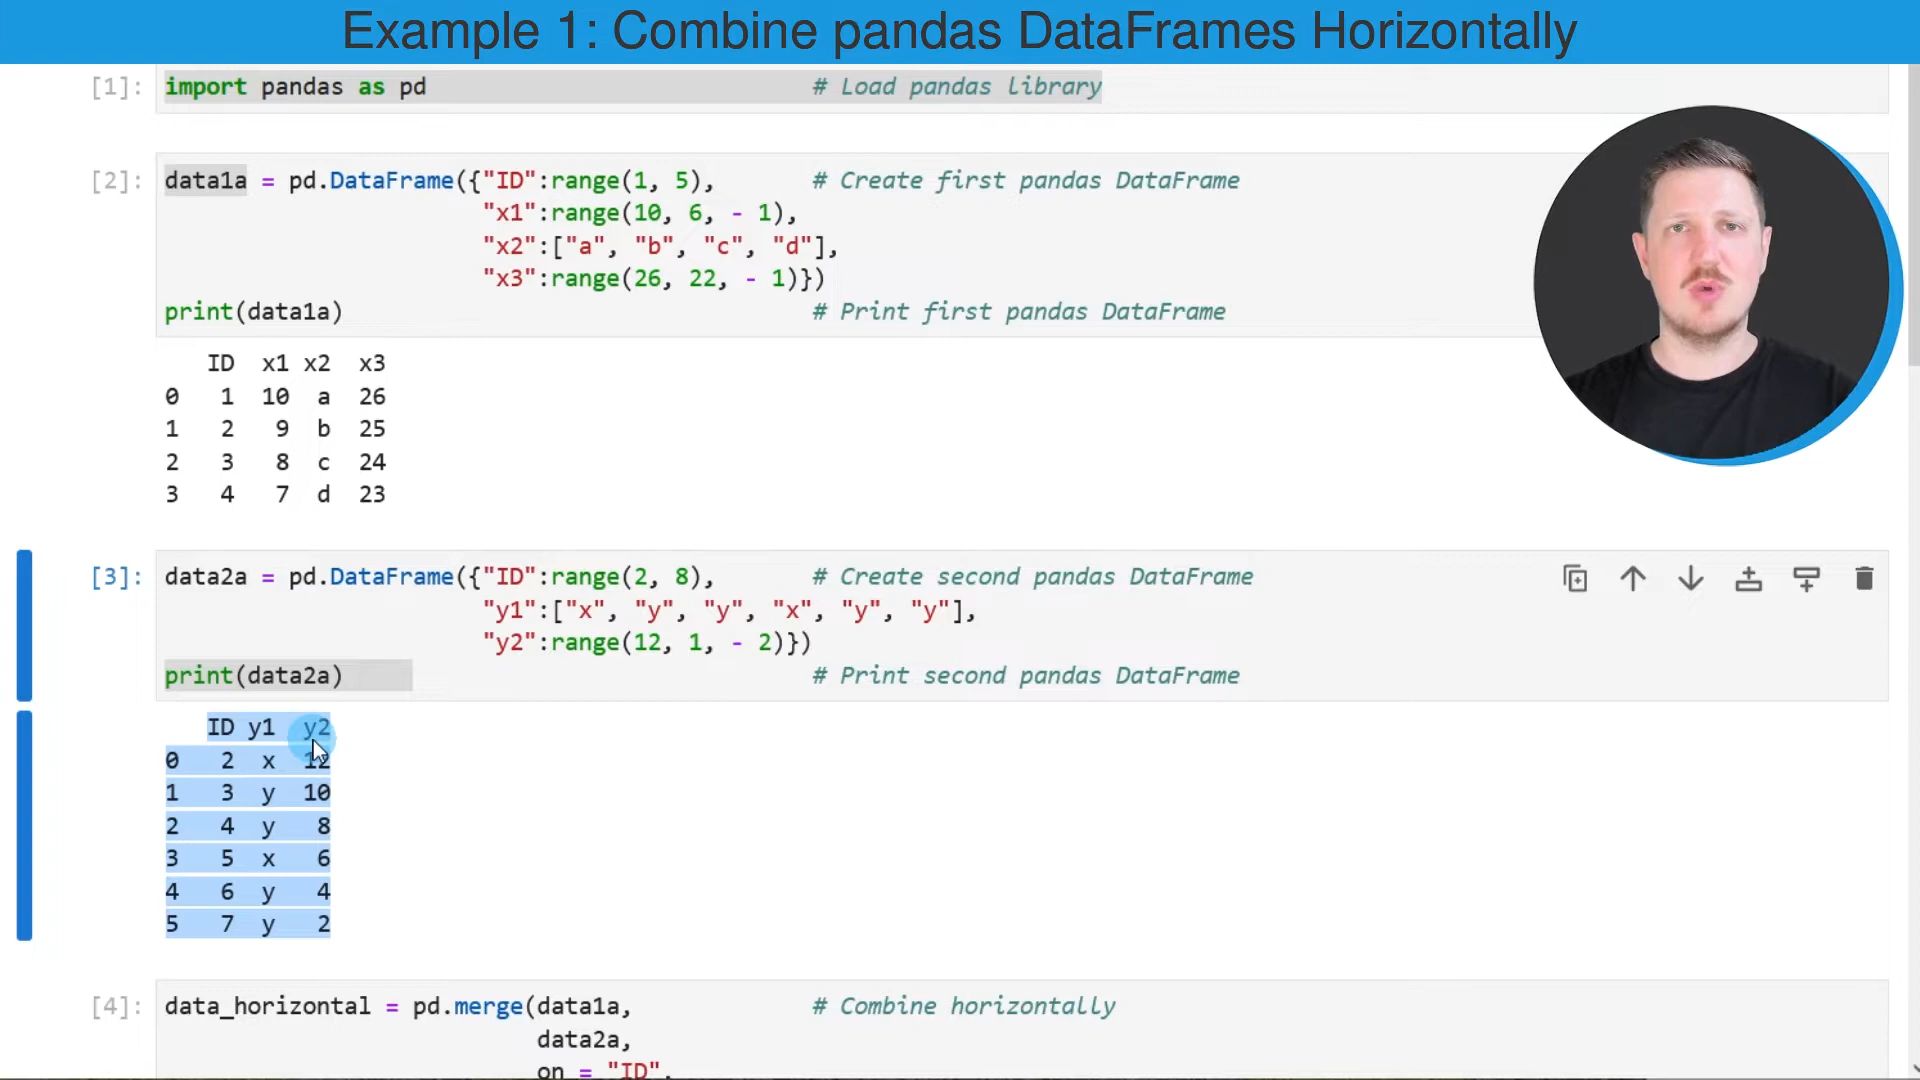 Example 1: Combine pandas DataFrames Horizontally
[1]: import pandas as pd # Load pandas library
[2]: data1a = pd.DataFrame({"ID":range(1, 5), # Create first pandas DataFrame
"x1":range(10, 6, - 1),
"x2":["a", "b", "c", "d"],
"x3":range(26, 22, - 1)})
print(data1a) # Print first pandas DataFrame
ID x1 x2 x3
0 1 10 a 26
1 2 9 b 25
2 3 8 c 24
3 4 7 d 23
[3]: data2a = pd.DataFrame({"ID":range(2, 8), # Create second pandas DataFrame
"y1":["x", "y", "y", "x", "y", "y"],
"y2":range(12, 1, - 2)})
print(data2a) # Print second pandas DataFrame
ID y1 y2
0 2 x 12
1 3 y 10
2 4 y 8
3 5 x 6
4 6 y 4
5 7 y 2
[4]: data_horizontal = pd.merge(data1a, # Combine horizontally
data2a,
on = "ID",